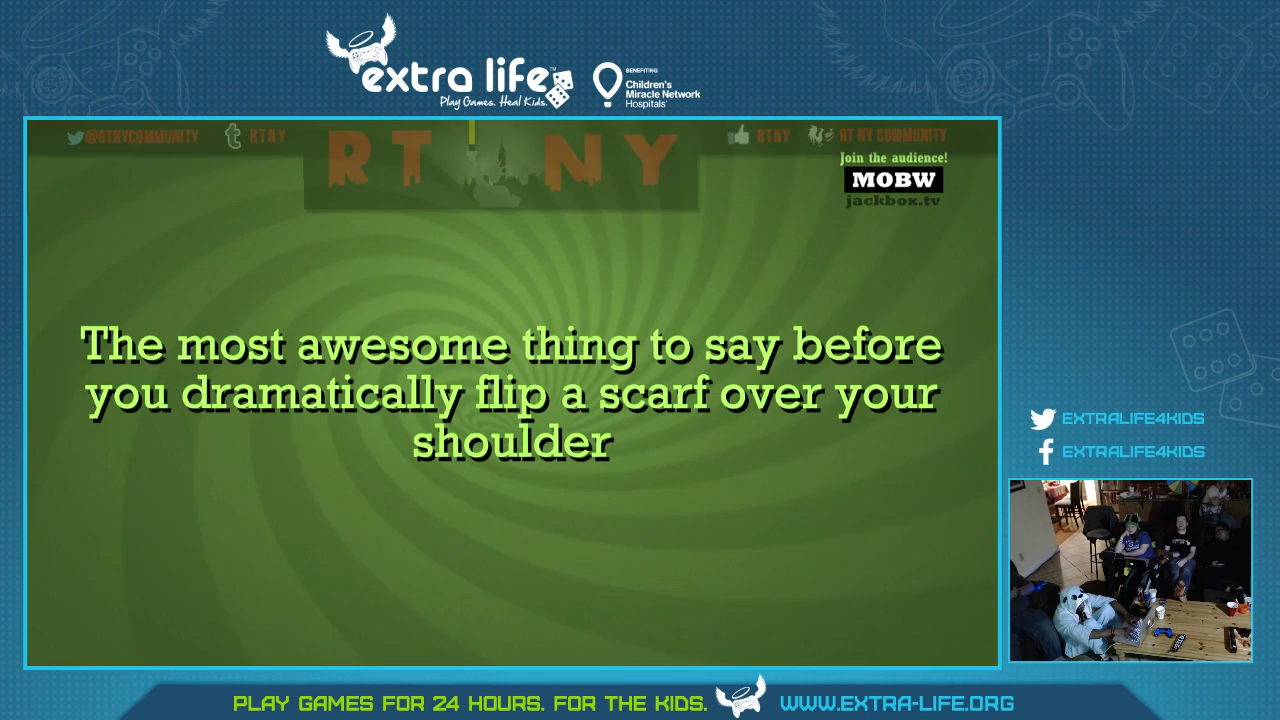 extra life
Play Games. Heal Kids.
BENEFITING
Children's
Miracle Network
Hospitals
@RTNYCOMMUNITY
RTNY
RT NY
RTNY
RT NY COMMUNITY
Join the audience!
MOBW
jackbox.tv
The most awesome thing to say before
you dramatically flip a scarf over your
shoulder
EXTRALIFE4KIDS
EXTRALIFE4KIDS
PLAY GAMES FOR 24 HOURS. FOR THE KIDS.
WWW.EXTRA-LIFE.ORG